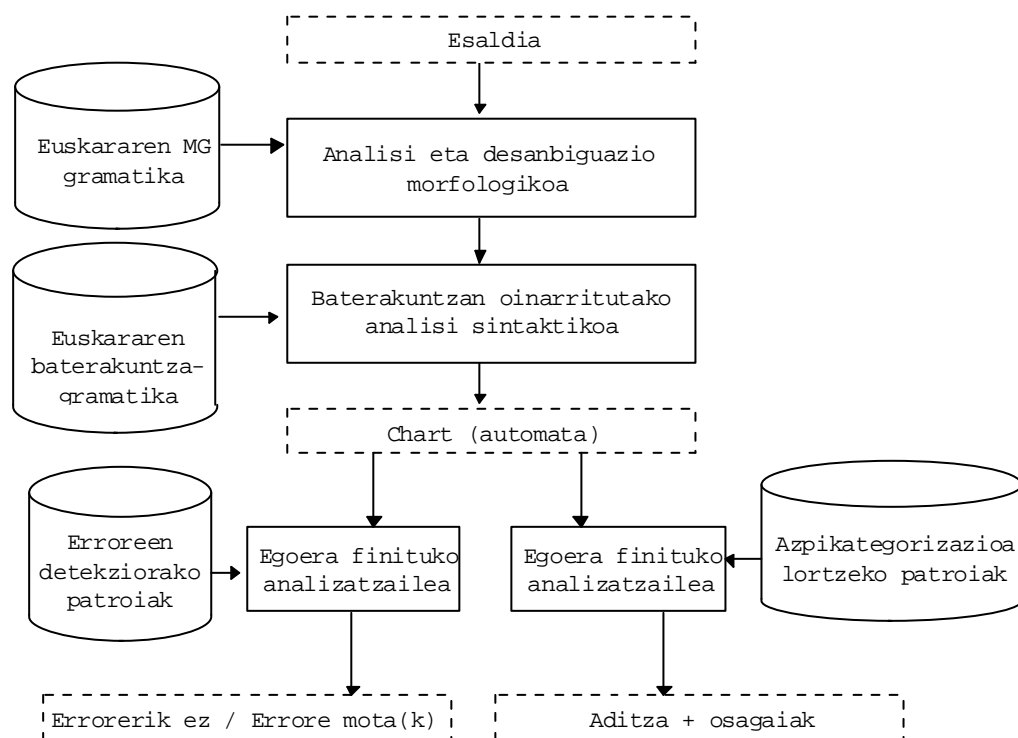 Esaldia
Euskararen MG
gramatika
Analisi eta desanbiguazio
morfologikoa
Baterakuntzan oinarritutako
analisi sintaktikoa
Euskararen
baterakuntza-
gramatika
Chart (automata)
Erroreen
detekziorako
patroiak
Egoera finituko
analizatzailea
Egoera finituko
analizatzailea
Azpikategorizazioa
lortzeko patroiak
Errorerik ez / Errore mota(k)
Aditza + osagaiak